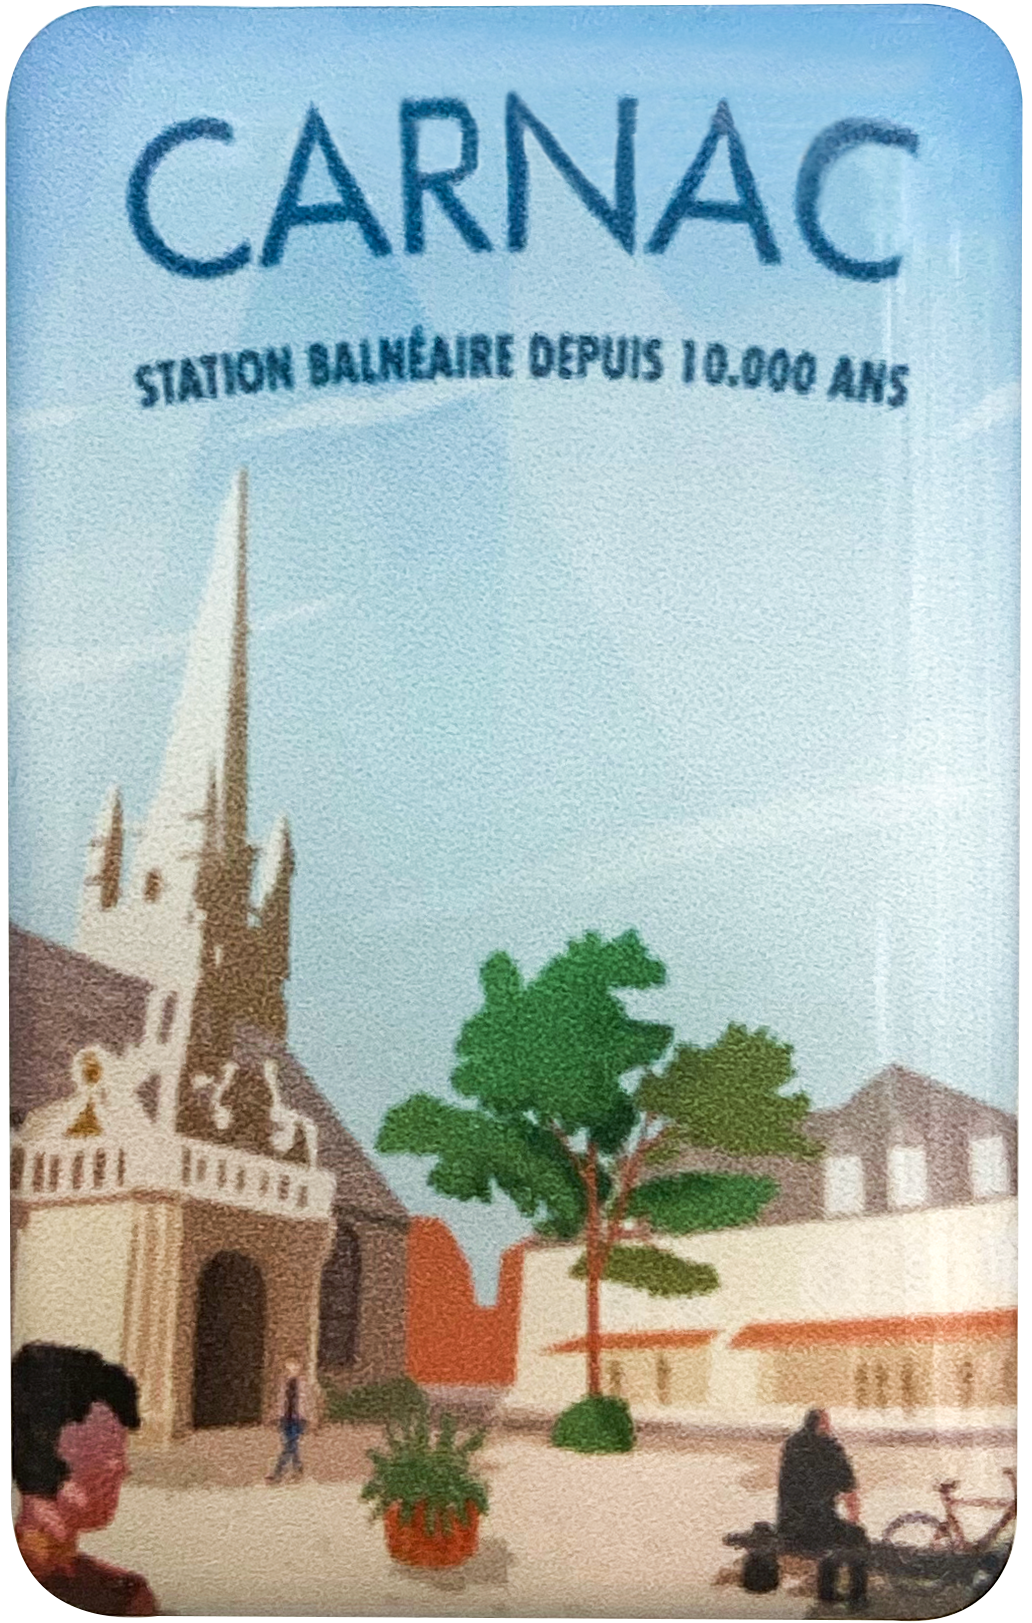 CARNAC
STATION BALNÉAIRE DEPUIS 10.000 ANS